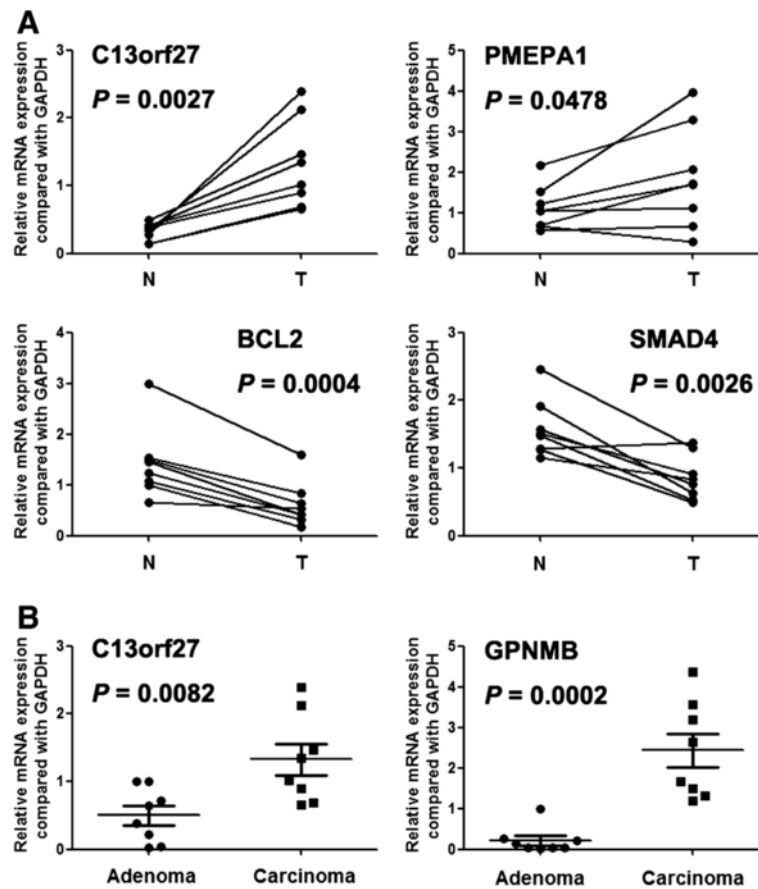 A
C13orf27
P = 0.0027
Relative mRNA expression
compared with GAPDH
3
2
1
0
N
T
PMEPA1
P = 0.0478
Relative mRNA expression
compared with GAPDH
5
4
3
2
1
0
N
T
BCL2
P = 0.0004
Relative mRNA expression
compared with GAPDH
4
3
2
1
0
N
T
SMAD4
P = 0.0026
Relative mRNA expression
compared with GAPDH
3
2
1
0
N
T
B
C13orf27
P = 0.0082
Relative mRNA expression
compared with GAPDH
3
2
1
0
Adenoma
Carcinoma
GPNMB
P = 0.0002
Relative mRNA expression
compared with GAPDH
5
4
3
2
1
0
Adenoma
Carcinoma